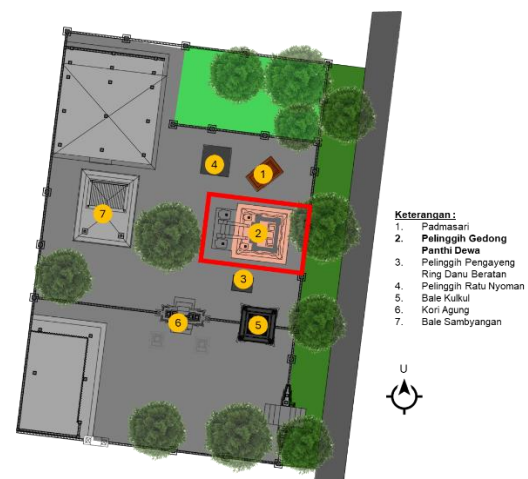 4
1
7
2
3
6
5
Keterangan :
1. Padmasari
2. Pelinggih Gedong
Panthi Dewa
3. Pelinggih Pengayeng
Ring Danu Beratan
4. Pelinggih Ratu Nyoman
5. Bale Kulkul
6. Kori Agung
7. Bale Sambyangan
U